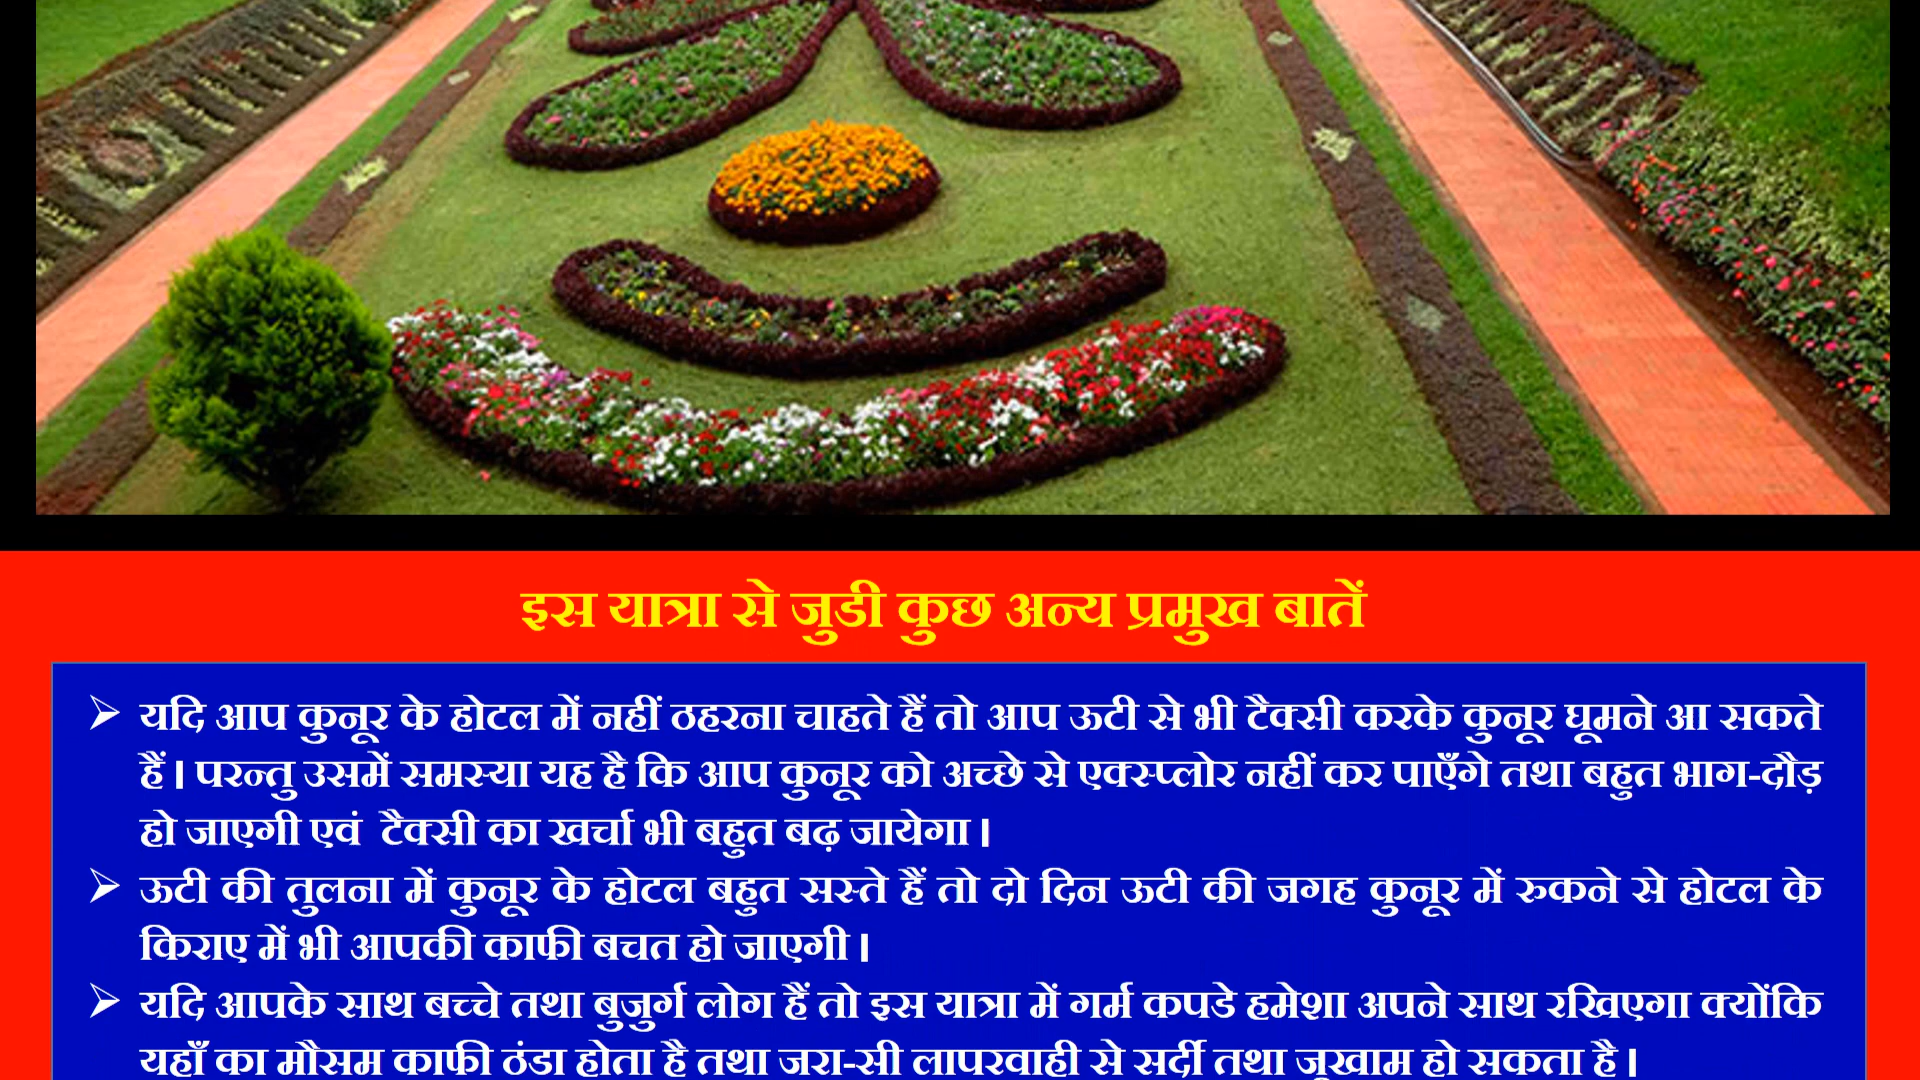 इस यात्रा से जुडी कुछ अन्य प्रमुख बातें
➢ यदि आप कुनूर के होटल में नहीं ठहरना चाहते हैं तो आप ऊटी से भी टैक्सी करके कुनूर घूमने आ सकते
हैं। परन्तु उसमें समस्या यह है कि आप कुनूर को अच्छे से एक्स्प्लोर नहीं कर पाएँगे तथा बहुत भाग-दौड़
हो जाएगी एवं टैक्सी का खर्चा भी बहुत बढ़ जायेगा।
➢ ऊटी की तुलना में कुनूर के होटल बहुत सस्ते हैं तो दो दिन ऊटी की जगह कुनूर में रुकने से होटल के
किराए में भी आपकी काफी बचत हो जाएगी।
➢ यदि आपके साथ बच्चे तथा बुजुर्ग लोग हैं तो इस यात्रा में गर्म कपडे हमेशा अपने साथ रखिएगा क्योंकि
यहाँ का मौसम काफी ठंडा होता है तथा जरा-सी लापरवाही से सर्दी तथा जूखाम हो सकता है।